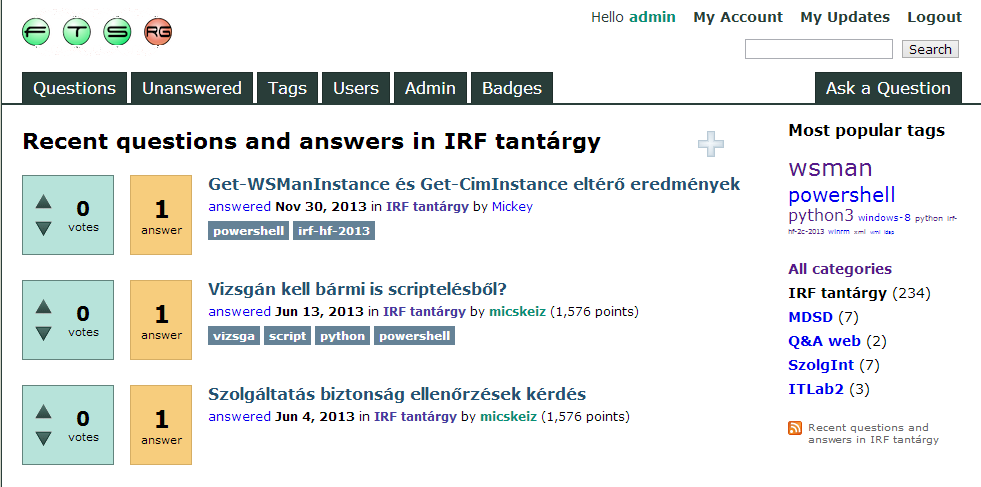 F T S RG
Hello admin My Account My Updates Logout
Search
Questions Unanswered Tags Users Admin Badges Ask a Question
Recent questions and answers in IRF tantárgy
0
votes
1
answer
Get-WSManInstance és Get-CimInstance eltérő eredmények
answered Nov 30, 2013 in IRF tantárgy by Mickey
powershell irf-hf-2013
0
votes
1
answer
Vizsgán kell bármi is scriptelésből?
answered Jun 13, 2013 in IRF tantárgy by micskeiz (1,576 points)
vizsga script python powershell
0
votes
1
answer
Szolgáltatás biztonság ellenőrzések kérdés
answered Jun 4, 2013 in IRF tantárgy by micskeiz (1,576 points)
Most popular tags
wsman
powershell
python3 windows-8 python irf-
hf-2c-2013 winrm xml wmi ldap
All categories
IRF tantárgy (234)
MDSD (7)
Q&A web (2)
SzolgInt (7)
ITLab2 (3)
Recent questions and
answers in IRF tantárgy